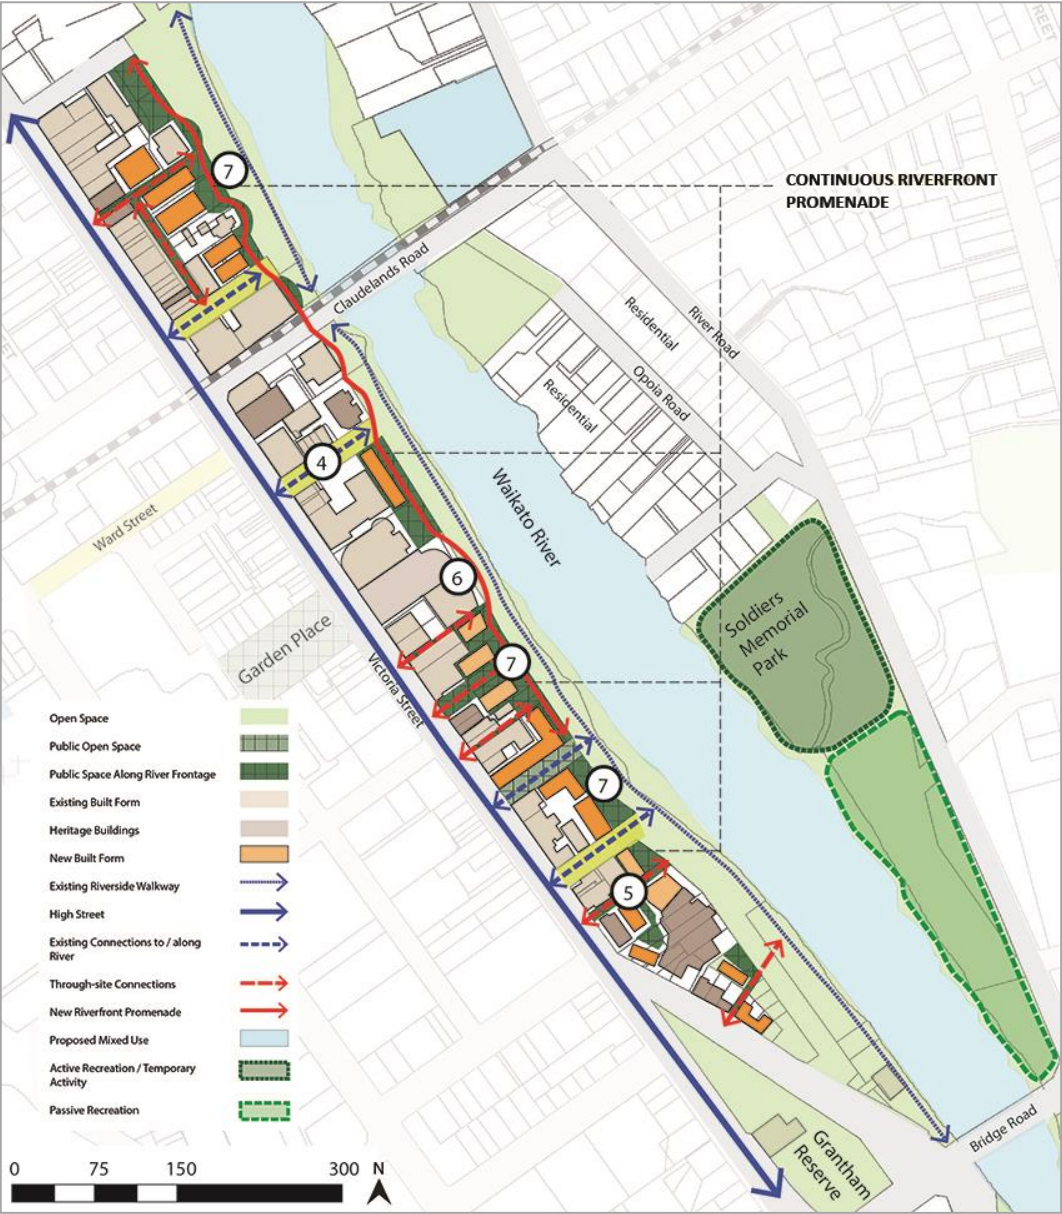 REET
7
CONTINUOUS RIVERFRONT
PROMENADE
Claudelands Road
River Road
Residential
Opoia Road
Residential
4
Waikato River
Ward Street
6
Soldiers
Memorial
Park
Garden Place
Victoria Street
7
7
5
Open Space
Public Open Space
Public Space Along River Frontage
Existing Built Form
Heritage Buildings
New Built Form
Existing Riverside Walkway
High Street
Existing Connections to / along
River
Through-site Connections
New Riverfront Promenade
Proposed Mixed Use
Active Recreation / Temporary
Activity
Passive Recreation
Bridge Road
Grantham
Reserve
0 75 150 300 N